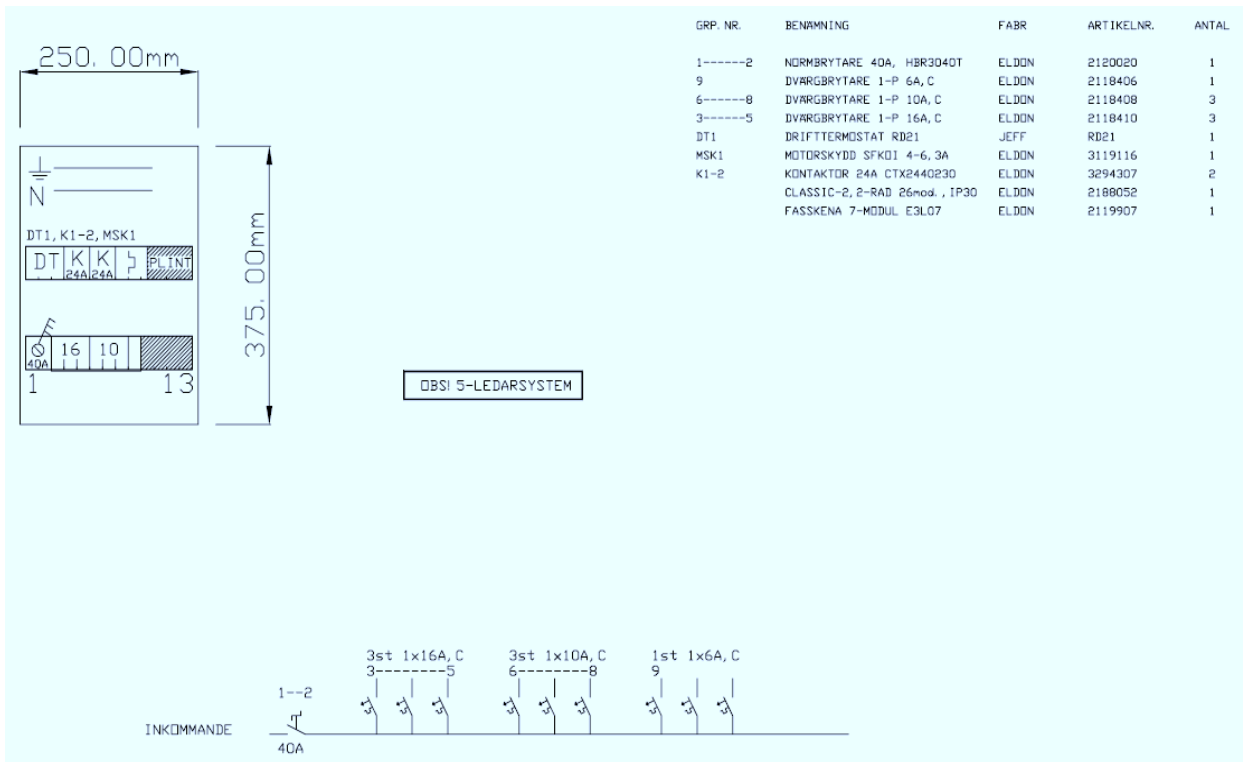 GRP. NR. BENÄMNING FABR ARTIKELNR. ANTAL
1------2 NORMBRYTARE 40A, HBR3040T ELDON 2120020 1
9 DVÄRGBRYTARE 1-P 6A,C ELDON 2118406 1
6------8 DVÄRGBRYTARE 1-P 10A,C ELDON 2118408 3
3------5 DVÄRGBRYTARE 1-P 16A,C ELDON 2118410 3
DT1 DRIFTTERMOSTAT RD21 JEFF RD21 1
MSK1 MOTORSKYDD SFK0I 4-6,3A ELDON 3119116 1
K1-2 KONTAKTOR 24A CTX2440230 ELDON 3294307 2
CLASSIC-2, 2-RAD 26mod., IP30 ELDON 2188052 1
FASSKENA 7-MODUL E3L07 ELDON 2119907 1
250.00mm
N
DT1, K1-2, MSK1
DT K K PLINT
24A 24A
375.00mm
16 10
40A
1 13
OBS! 5-LEDARSYSTEM
3st 1x16A,C 3st 1x10A,C 1st 1x6A,C
3--------5 6--------8 9
1--2
INKOMMANDE
40A